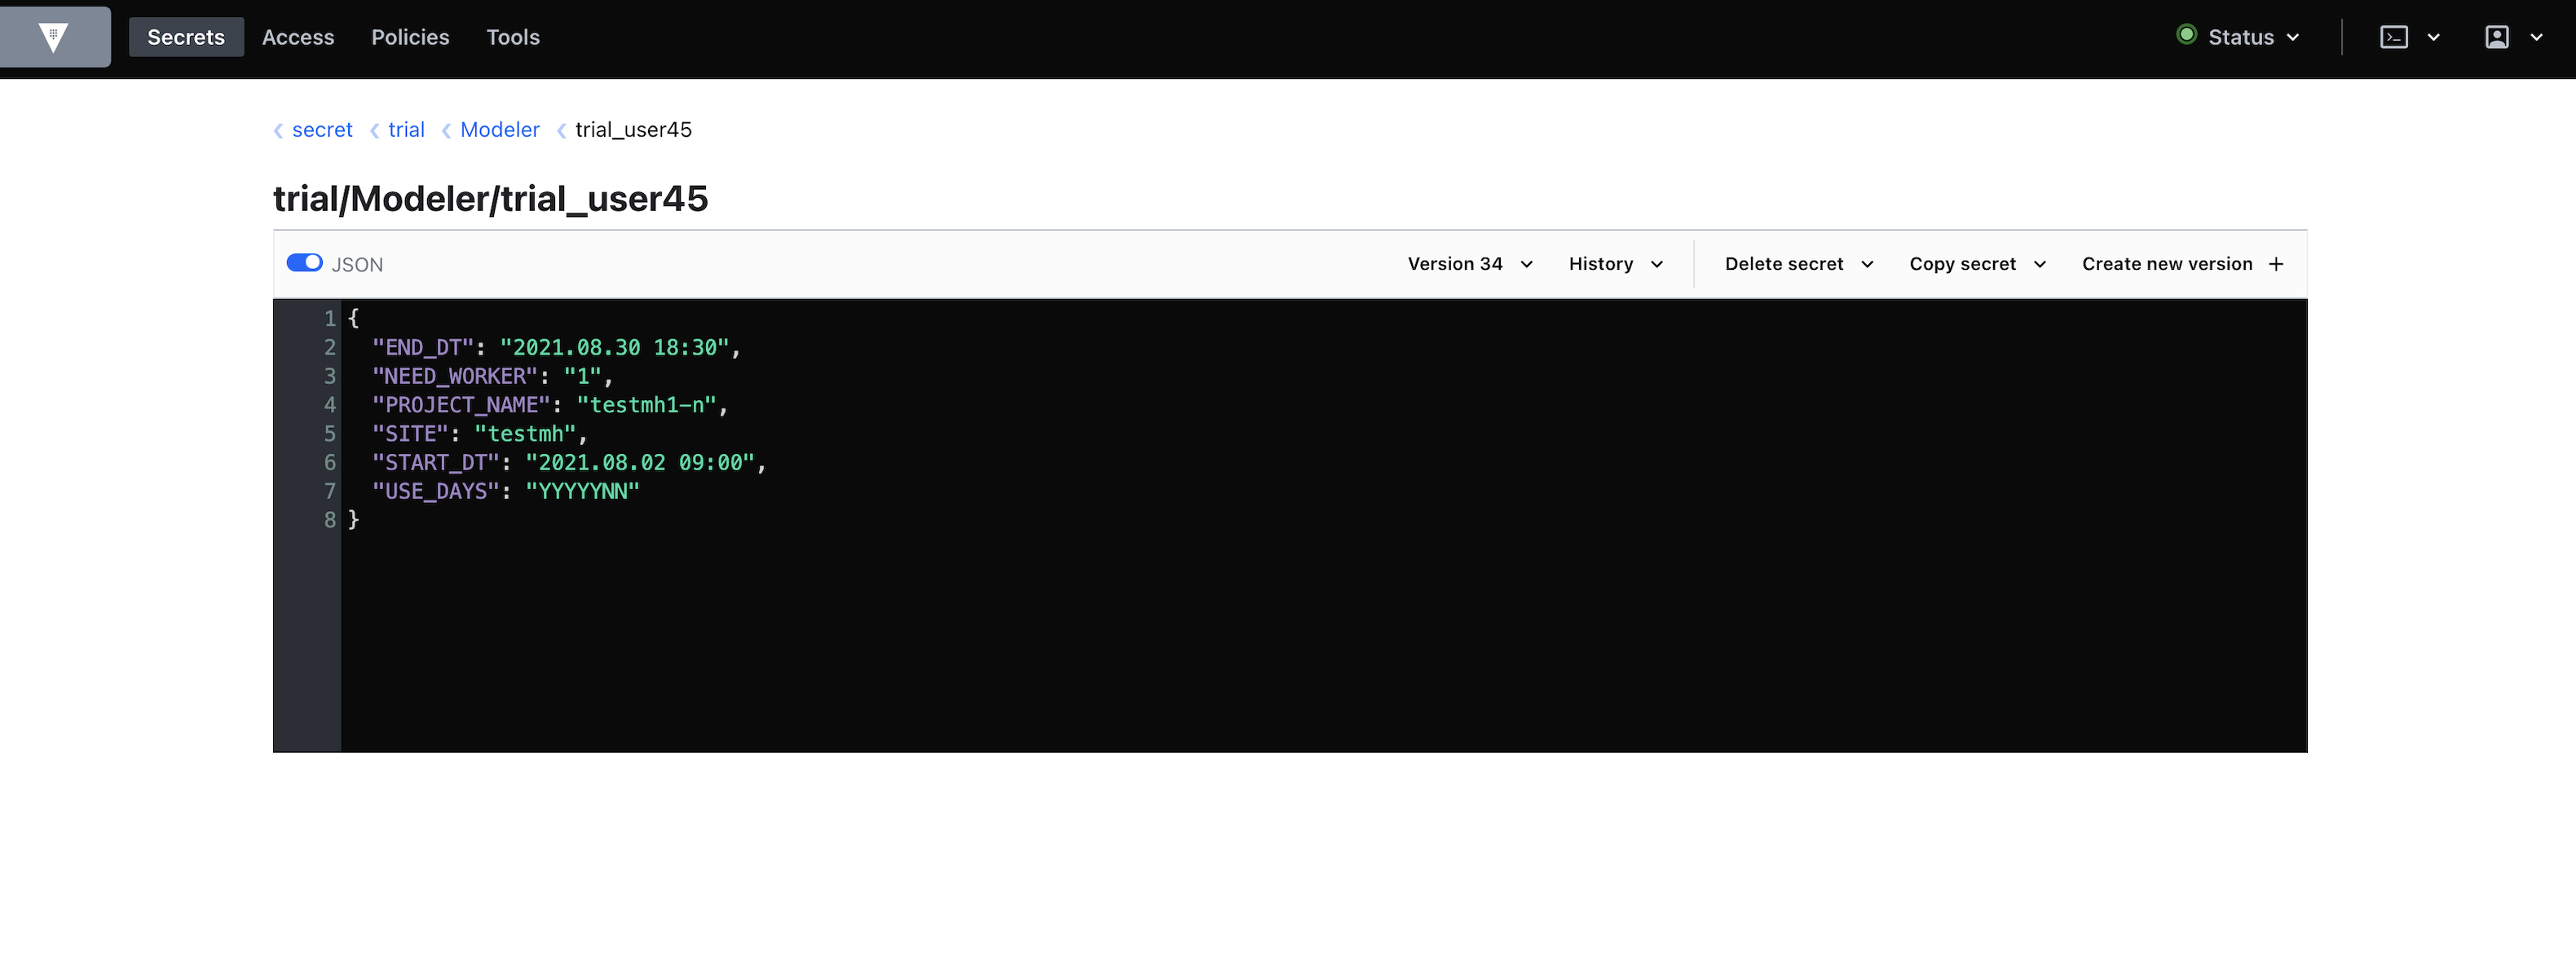 Secrets Access Policies Tools Status
secret trial Modeler trial_user45
trial/Modeler/trial_user45
JSON Version 34 History Delete secret Copy secret Create new version +
1 {
2 "END_DT": "2021.08.30 18:30",
3 "NEED_WORKER": "1",
4 "PROJECT_NAME": "testmh1-n",
5 "SITE": "testmh",
6 "START_DT": "2021.08.02 09:00",
7 "USE_DAYS": "YYYYYNN"
8 }